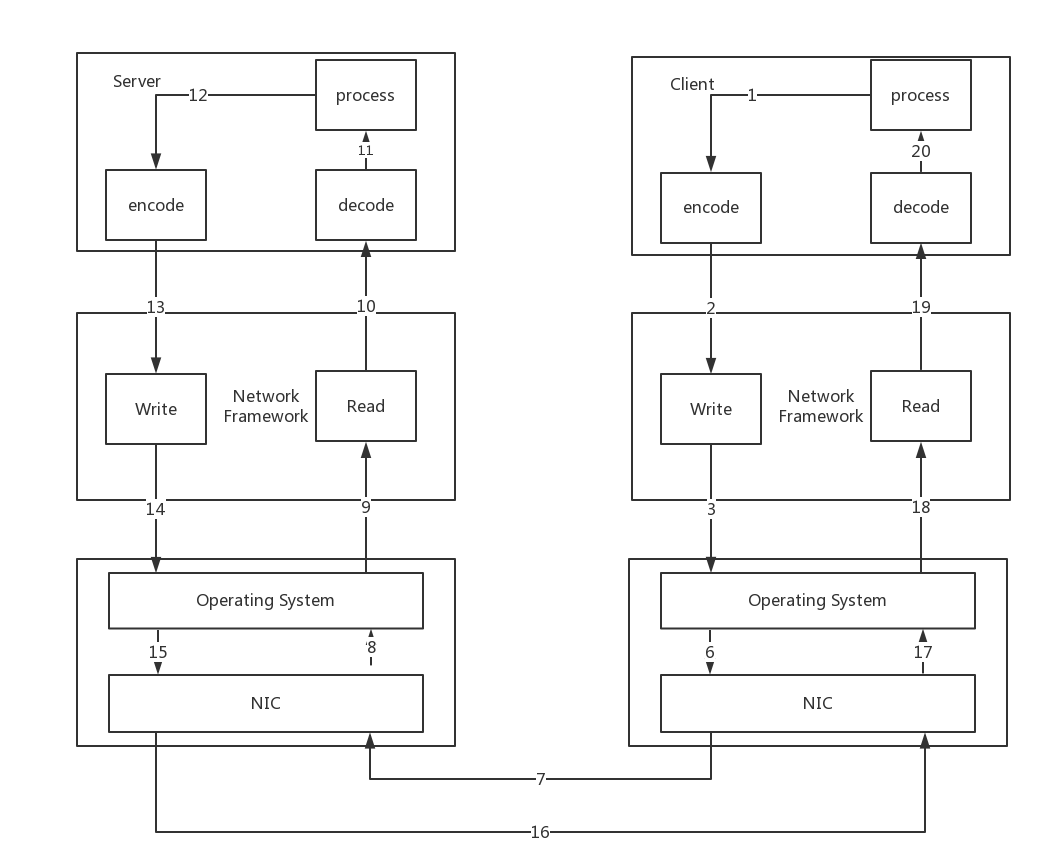 Server
12
process
11
encode
decode
13
10
Write
Network
Framework
Read
14
9
Operating System
15
8
NIC
Client
1
process
20
encode
decode
2
19
Write
Network
Framework
Read
3
18
Operating System
6
17
NIC
7
16